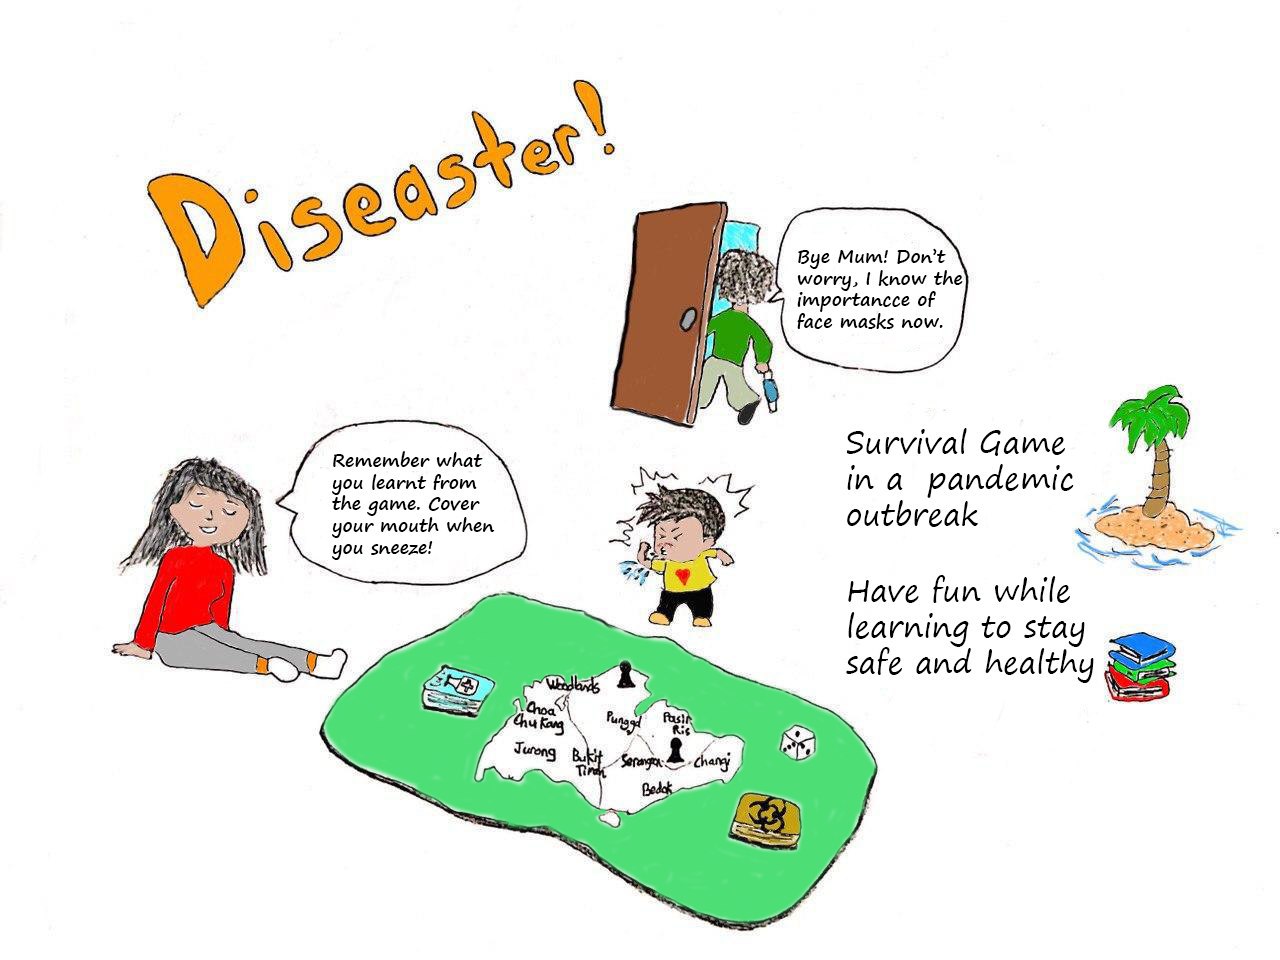 Diseaster!
Bye Mum! Don't
worry, I know the
importancce of
face masks now.
Remember what
you learnt from
the game. Cover
your mouth when
you sneeze!
Survival Game
in a pandemic
outbreak
Have fun while
learning to stay
safe and healthy
Woodlands
Choa
Chu Kang
Punggol
Pasir
Ris
Jurong
Bukit
Timah
Changi
Bedok